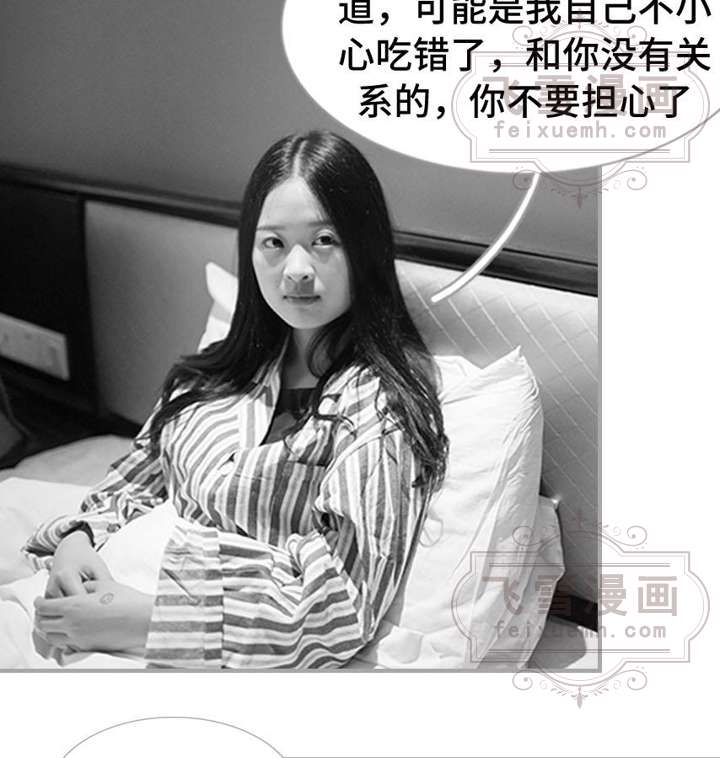 道，可能是我自己不小
心吃错了，和你没有关
系的，你不要担心了
飞雪漫画
feixuemh.com
飞雪漫画
feixuemh.com